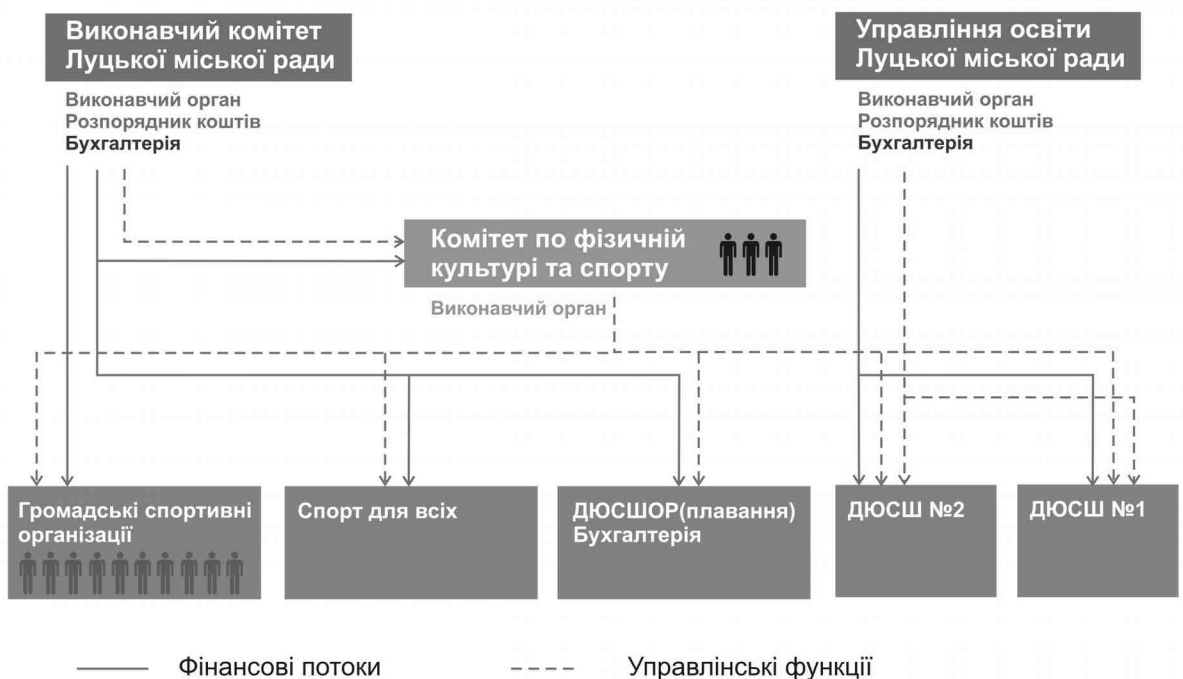 Виконавчий комітет
Луцької міської ради
Виконавчий орган
Розпорядник коштів
Бухгалтерія
Управління освіти
Луцької міської ради
Виконавчий орган
Розпорядник коштів
Бухгалтерія
Комітет по фізичній
культурі та спорту
Виконавчий орган
Громадські спортивні
організації
Спорт для всіх
ДЮСШОР(плавання)
Бухгалтерія
ДЮСШ №2
ДЮСШ №1
Фінансові потоки
Управлінські функції